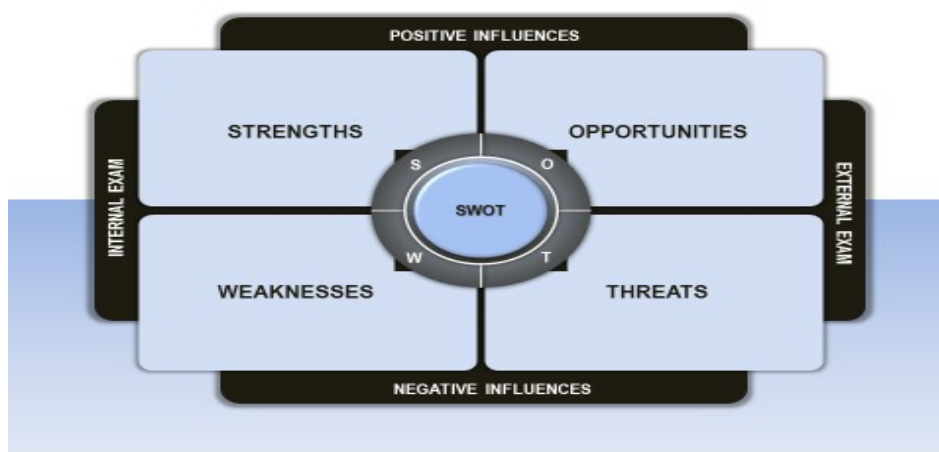 POSITIVE INFLUENCES
STRENGTHS
OPPORTUNITIES
INTERNAL EXAM
EXTERNAL EXAM
S
O
SWOT
W
T
WEAKNESSES
THREATS
NEGATIVE INFLUENCES